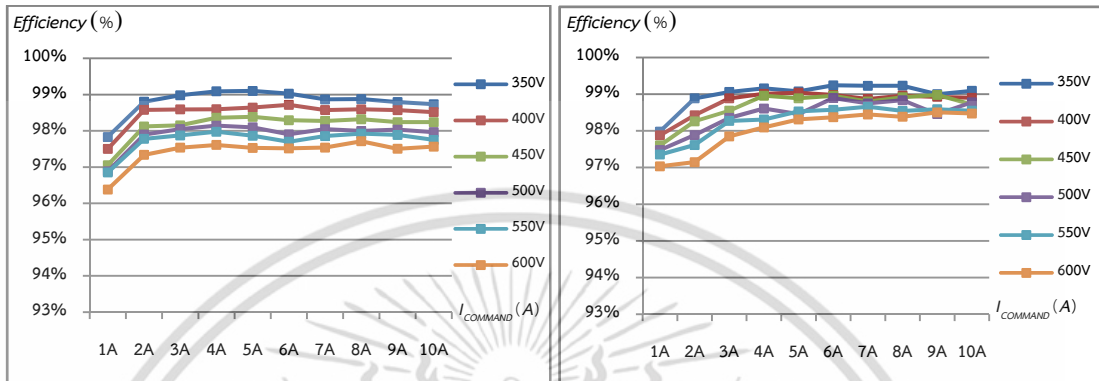 Efficiency (%)
100%
99%
98%
97%
96%
95%
94%
93%
350V
400V
450V
500V
550V
600V
I_COMMAND (A)
1A 2A 3A 4A 5A 6A 7A 8A 9A 10A
Efficiency (%)
100%
99%
98%
97%
96%
95%
94%
93%
350V
400V
450V
500V
550V
600V
I_COMMAND (A)
1A 2A 3A 4A 5A 6A 7A 8A 9A 10A